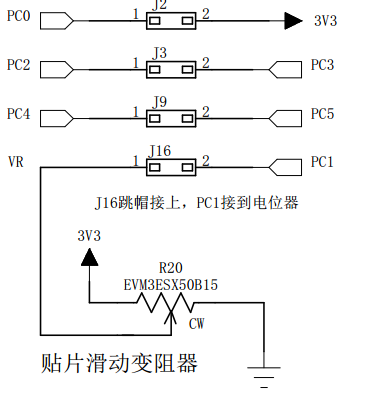 J2
PC0 1 2 3V3
J3
PC2 1 2 PC3
J9
PC4 1 2 PC5
J16
VR 1 2 PC1
J16跳帽接上，PC1接到电位器
3V3
R20
EVM3ESX50B15
CW
贴片滑动变阻器